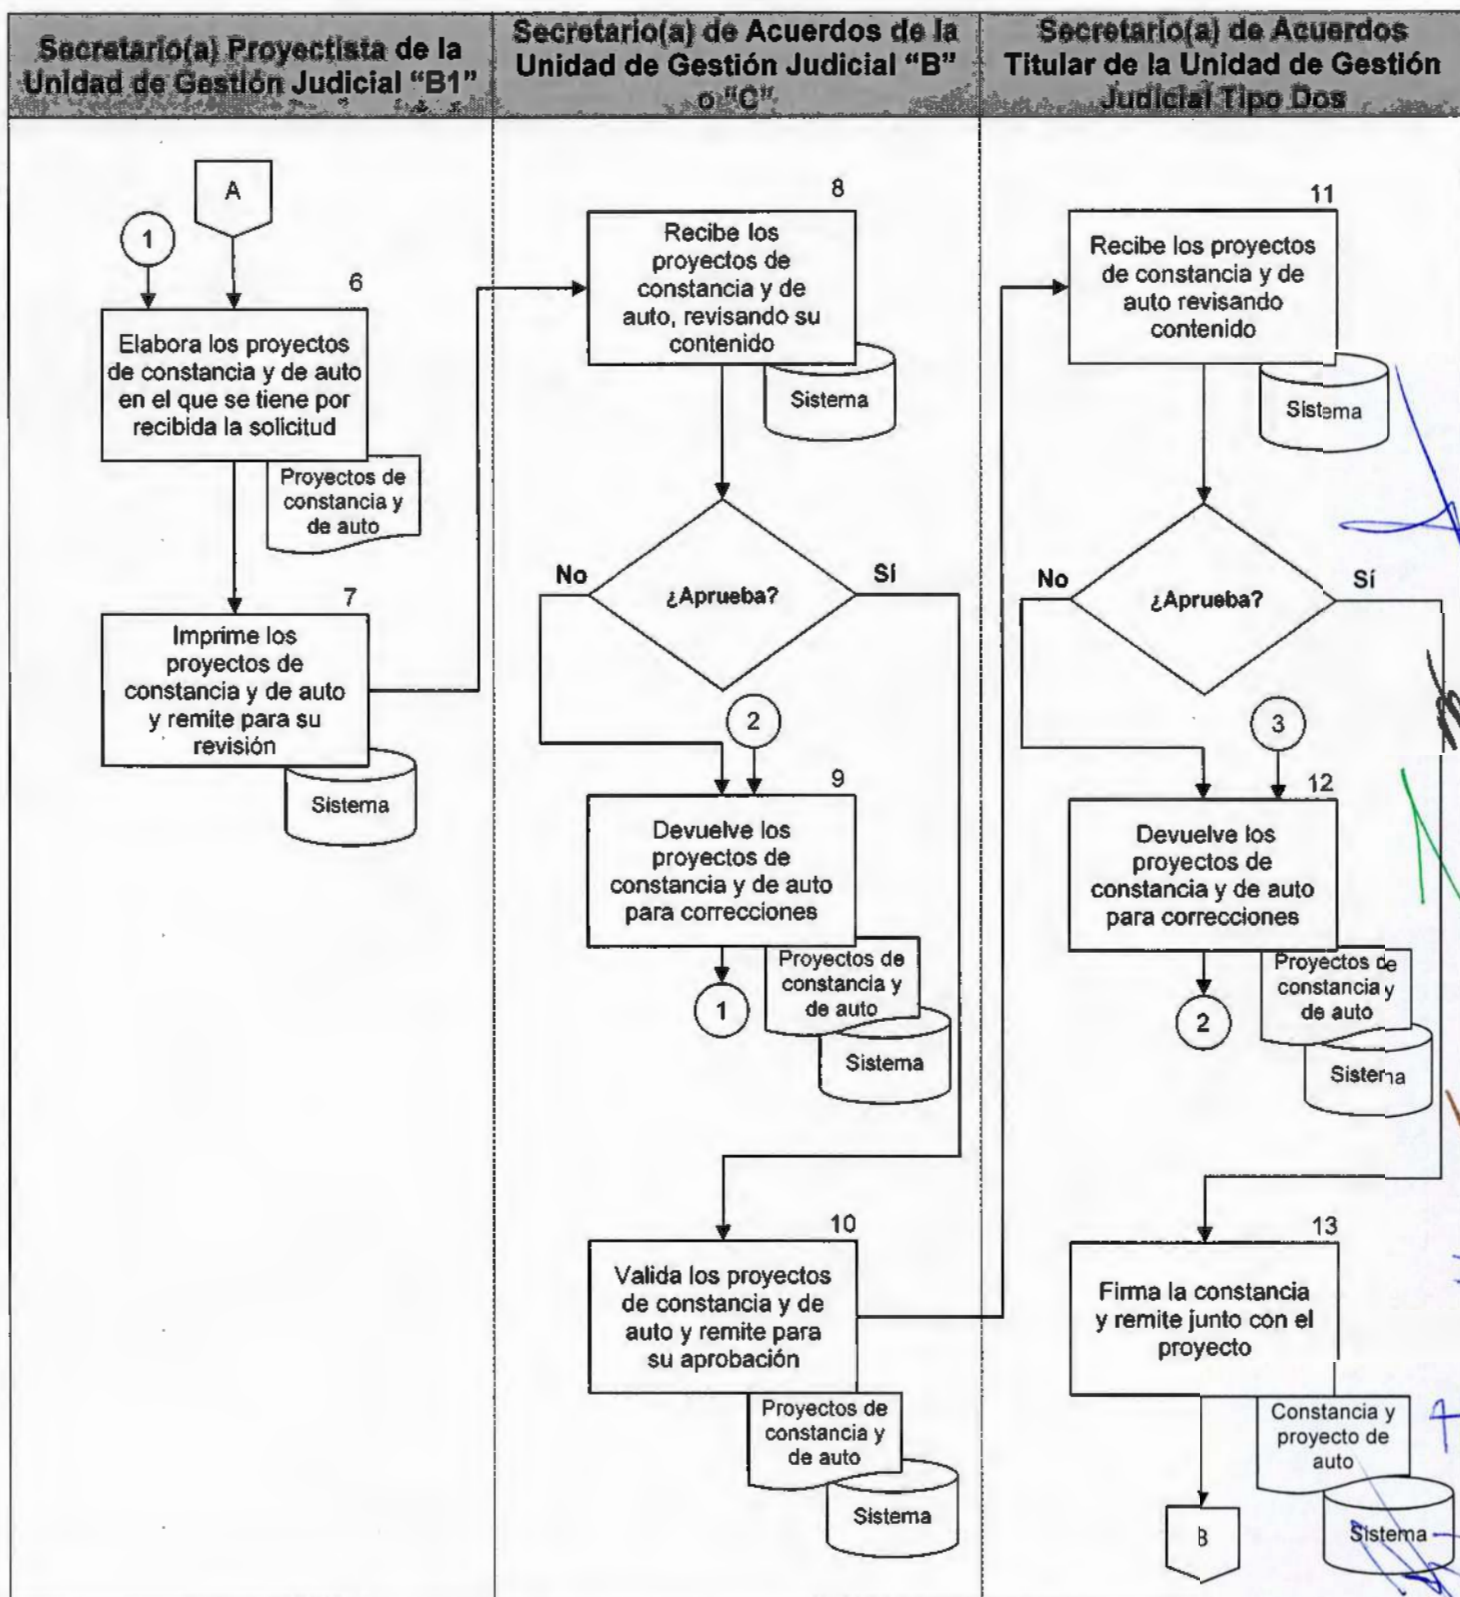 Secretario(a) Proyectista de la
Unidad de Gestión Judicial “B1”
Secretario(a) de Acuerdos de la
Unidad de Gestión Judicial “B”
o “C”
Secretario(a) de Acuerdos
Titular de la Unidad de Gestión
Judicial Tipo Dos
A
1
6
Elabora los proyectos
de constancia y de auto
en el que se tiene por
recibida la solicitud
Proyectos de
constancia y
de auto
7
Imprime los
proyectos de
constancia y de auto
y remite para su
revisión
Sistema
8
Recibe los
proyectos de
constancia y de
auto, revisando su
contenido
Sistema
No
¿Aprueba?
Sí
2
9
Devuelve los
proyectos de
constancia y de auto
para correcciones
Proyectos de
constancia y
de auto
1
Sistema
10
Valida los proyectos
de constancia y de
auto y remite para
su aprobación
Proyectos de
constancia y
de auto
Sistema
11
Recibe los proyectos
de constancia y de
auto revisando
contenido
Sistema
No
¿Aprueba?
Sí
3
12
Devuelve los
proyectos de
constancia y de auto
para correcciones
Proyectos de
constancia y
de auto
2
Sistema
13
Firma la constancia
y remite junto con el
proyecto
Constancia y
proyecto de
auto
B
Sistema